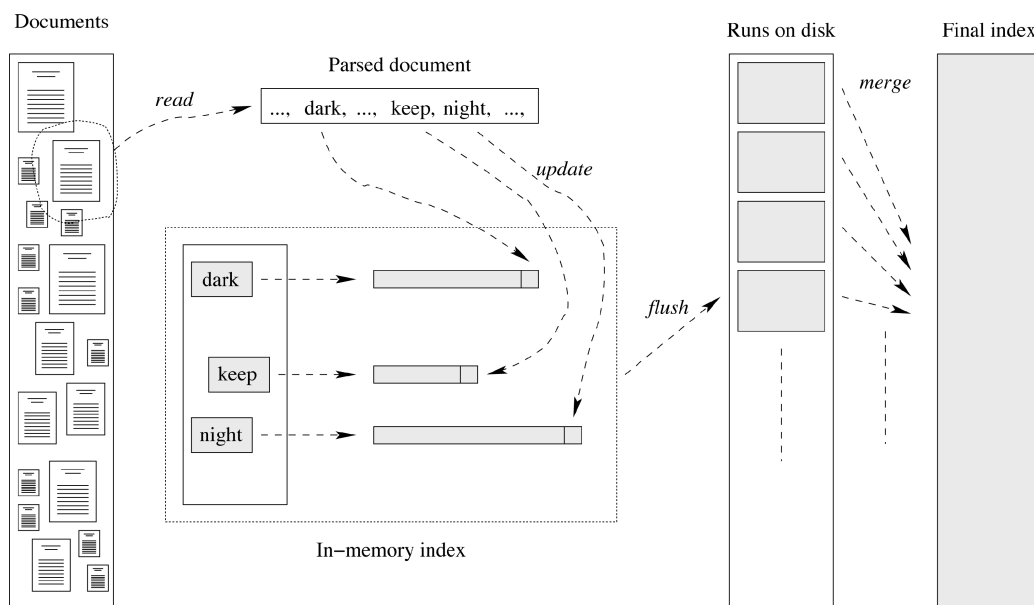 Documents
Runs on disk
Final index
Parsed document
read
..., dark, ..., keep, night, ...,
merge
update
dark
flush
keep
night
In-memory index